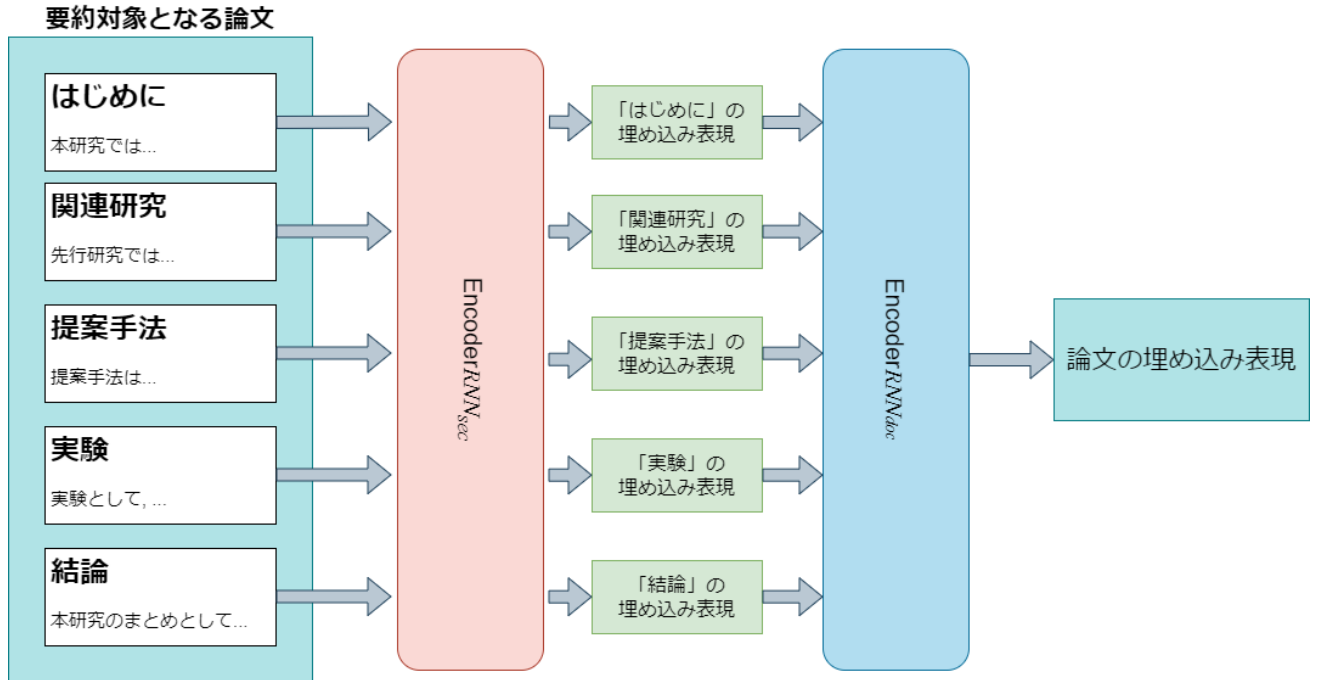 要約対象となる論文
はじめに
本研究では...
関連研究
先行研究では...
提案手法
提案手法は...
実験
実験として, ...
結論
本研究のまとめとして...
EncoderRNNsec
「はじめに」の
埋め込み表現
「関連研究」の
埋め込み表現
「提案手法」の
埋め込み表現
「実験」の
埋め込み表現
「結論」の
埋め込み表現
EncoderRNNdoc
論文の埋め込み表現